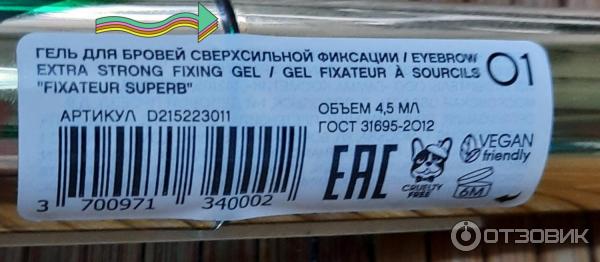 ГЕЛЬ ДЛЯ БРОВЕЙ СВЕРХСИЛЬНОЙ ФИКСАЦИИ / EYEBROW
EXTRA STRONG FIXING GEL / GEL FIXATEUR À SOURCILS
"FIXATEUR SUPERB"
01
АРТИКУЛ D215223011
ОБЪЕМ 4,5 МЛ
ГОСТ 31695-2012
3 700971 340002
EAC
CRUELTY
FREE
VEGAN
friendly
6M
ОТЗОВИК